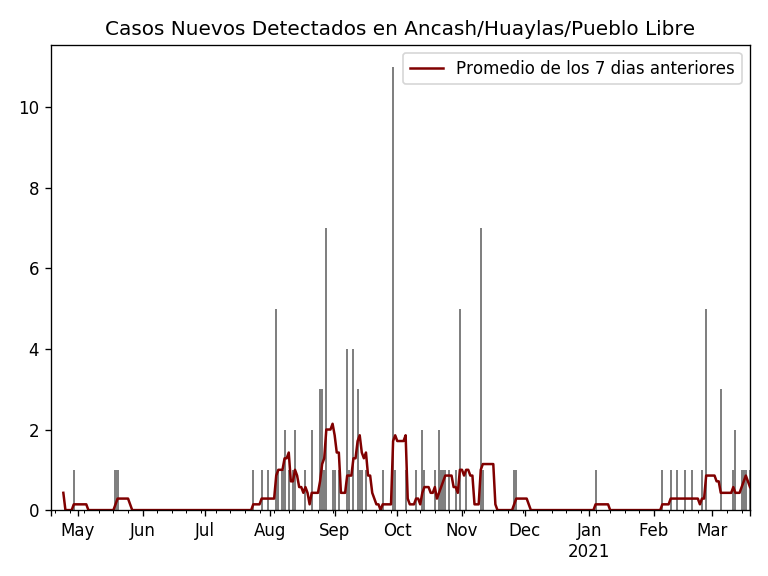 Casos Nuevos Detectados en Ancash/Huaylas/Pueblo Libre
Promedio de los 7 dias anteriores
10
8
6
4
2
0
May Jun Jul Aug Sep Oct Nov Dec Jan Feb Mar
2021